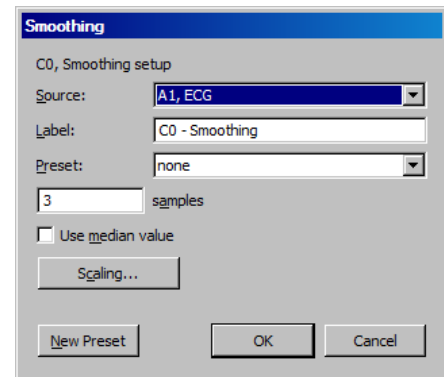 Smoothing
C0, Smoothing setup
Source: A1, ECG
Label: C0 - Smoothing
Preset: none
3 samples
Use median value
Scaling...
New Preset OK Cancel